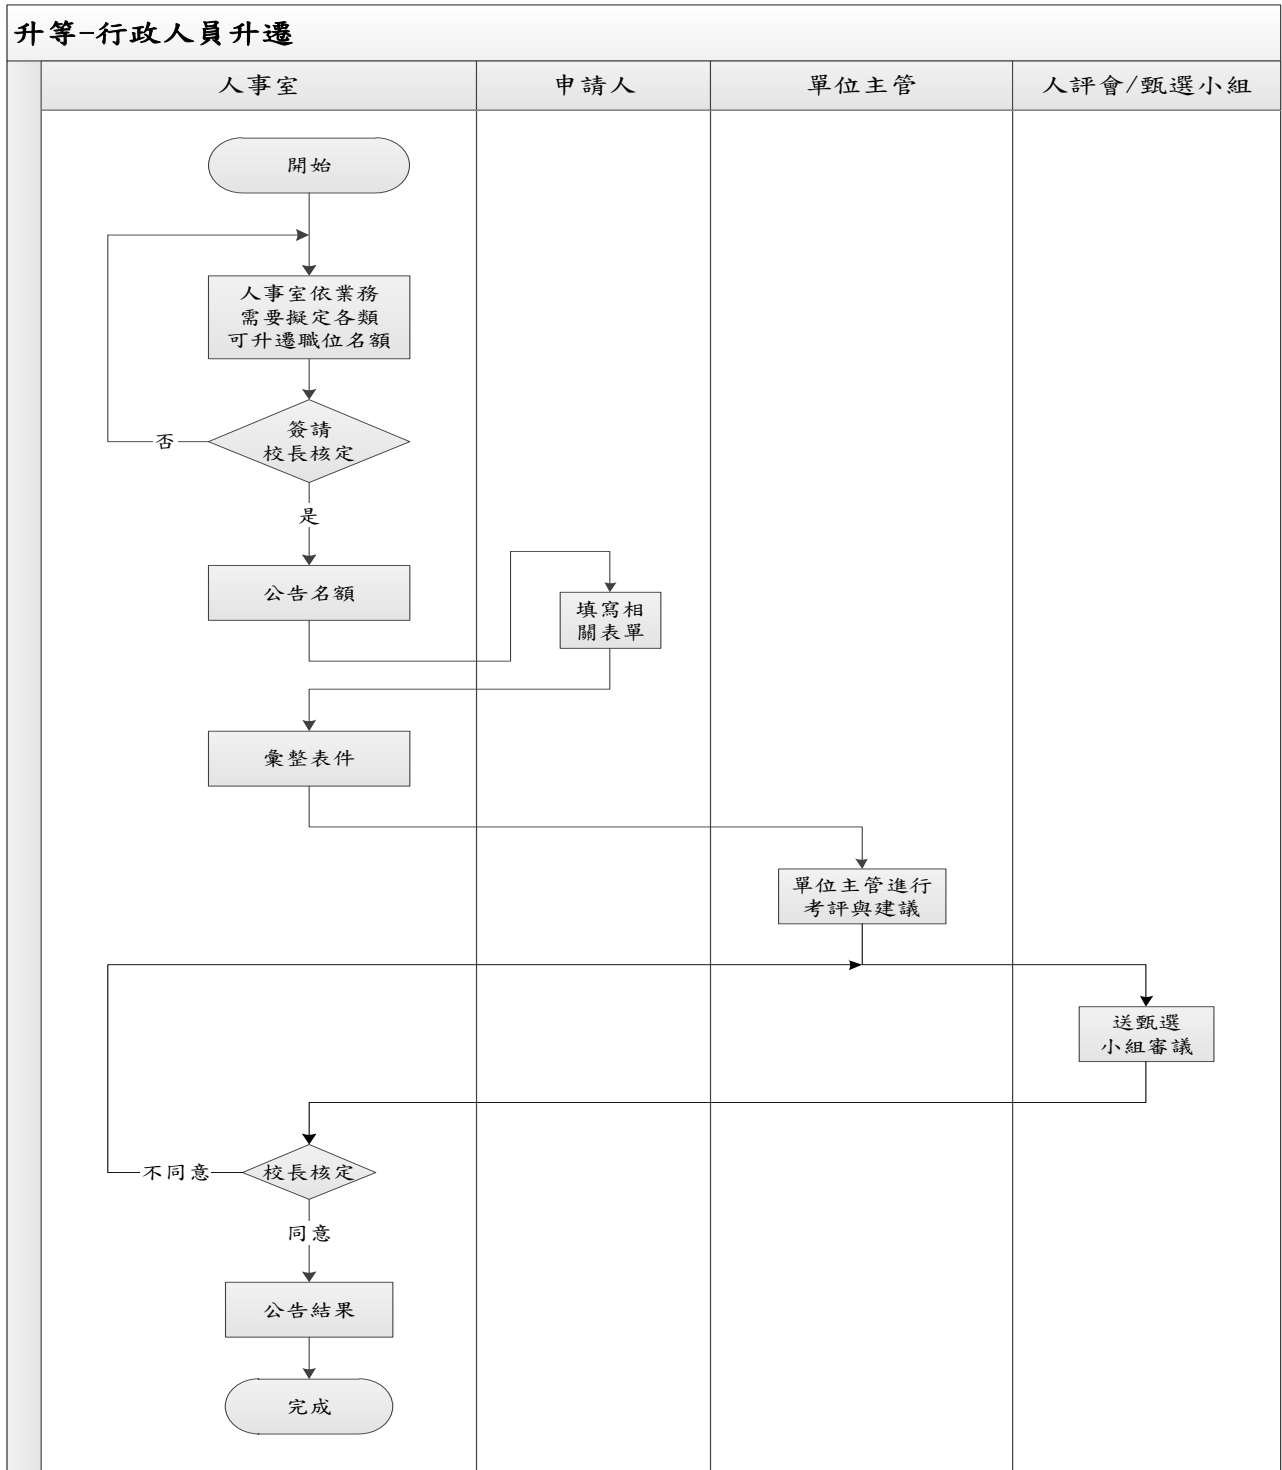 升等-行政人員升遷
人事室
申請人
單位主管
人評會/甄選小組
開始
人事室依業務
需要擬定各類
可升遷職位名額
簽請
校長核定
否
是
公告名額
填寫相
關表單
彙整表件
單位主管進行
考評與建議
送甄選
小組審議
校長核定
不同意
同意
公告結果
完成